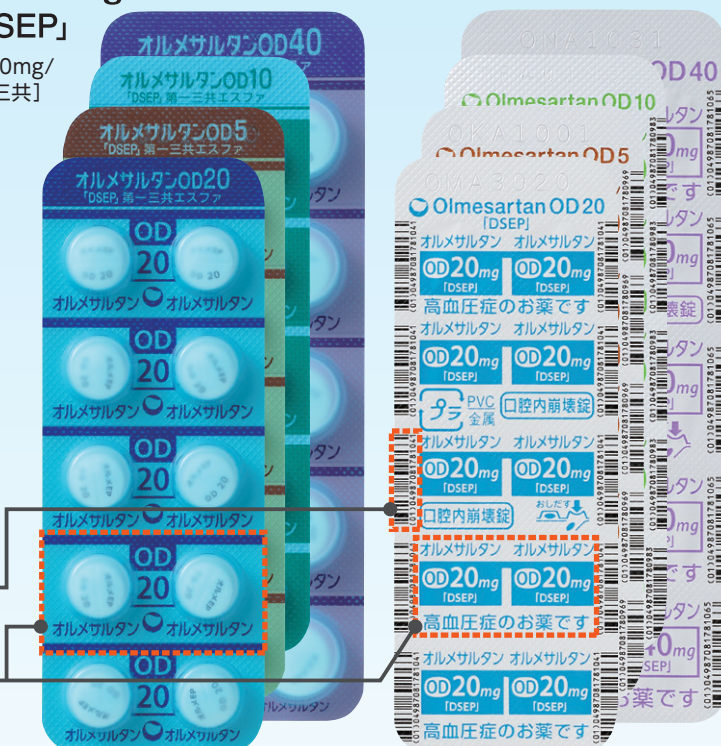 SEP」
0mg/
三共］
オルメサルタンOD40
オルメサルタンOD10
「DSEP」第一三共エスファ
オルメサルタンOD5
「DSEP」第一三共エスファ
オルメサルタンOD20
「DSEP」第一三共エスファ
OD
20
オルメサルタン オルメサルタン
OD
20
オルメサルタン オルメサルタン
OD
20
オルメサルタン オルメサルタン
OD
20
オルメサルタン オルメサルタン
OD
20
オルメサルタン オルメサルタン
OD40
Olmesartan OD10
OKA1001
Olmesartan OD5
Olmesartan OD20
「DSEP」
オルメサルタン オルメサルタン
OD20mg OD20mg
「DSEP」 「DSEP」
高血圧症のお薬です
オルメサルタン オルメサルタン
OD20mg OD20mg
「DSEP」 「DSEP」
プラ PVC 金属 口腔内崩壊錠
オルメサルタン オルメサルタン
OD20mg OD20mg
「DSEP」 「DSEP」
口腔内崩壊錠 おしだす
オルメサルタン オルメサルタン
OD20mg OD20mg
「DSEP」 「DSEP」
高血圧症のお薬です
オルメサルタン オルメサルタン
OD20mg OD20mg
「DSEP」 「DSEP」
高血圧症のお薬です
(01)04987081781041
(01)04987081780969
(01)04987081780983
(01)04987081781065